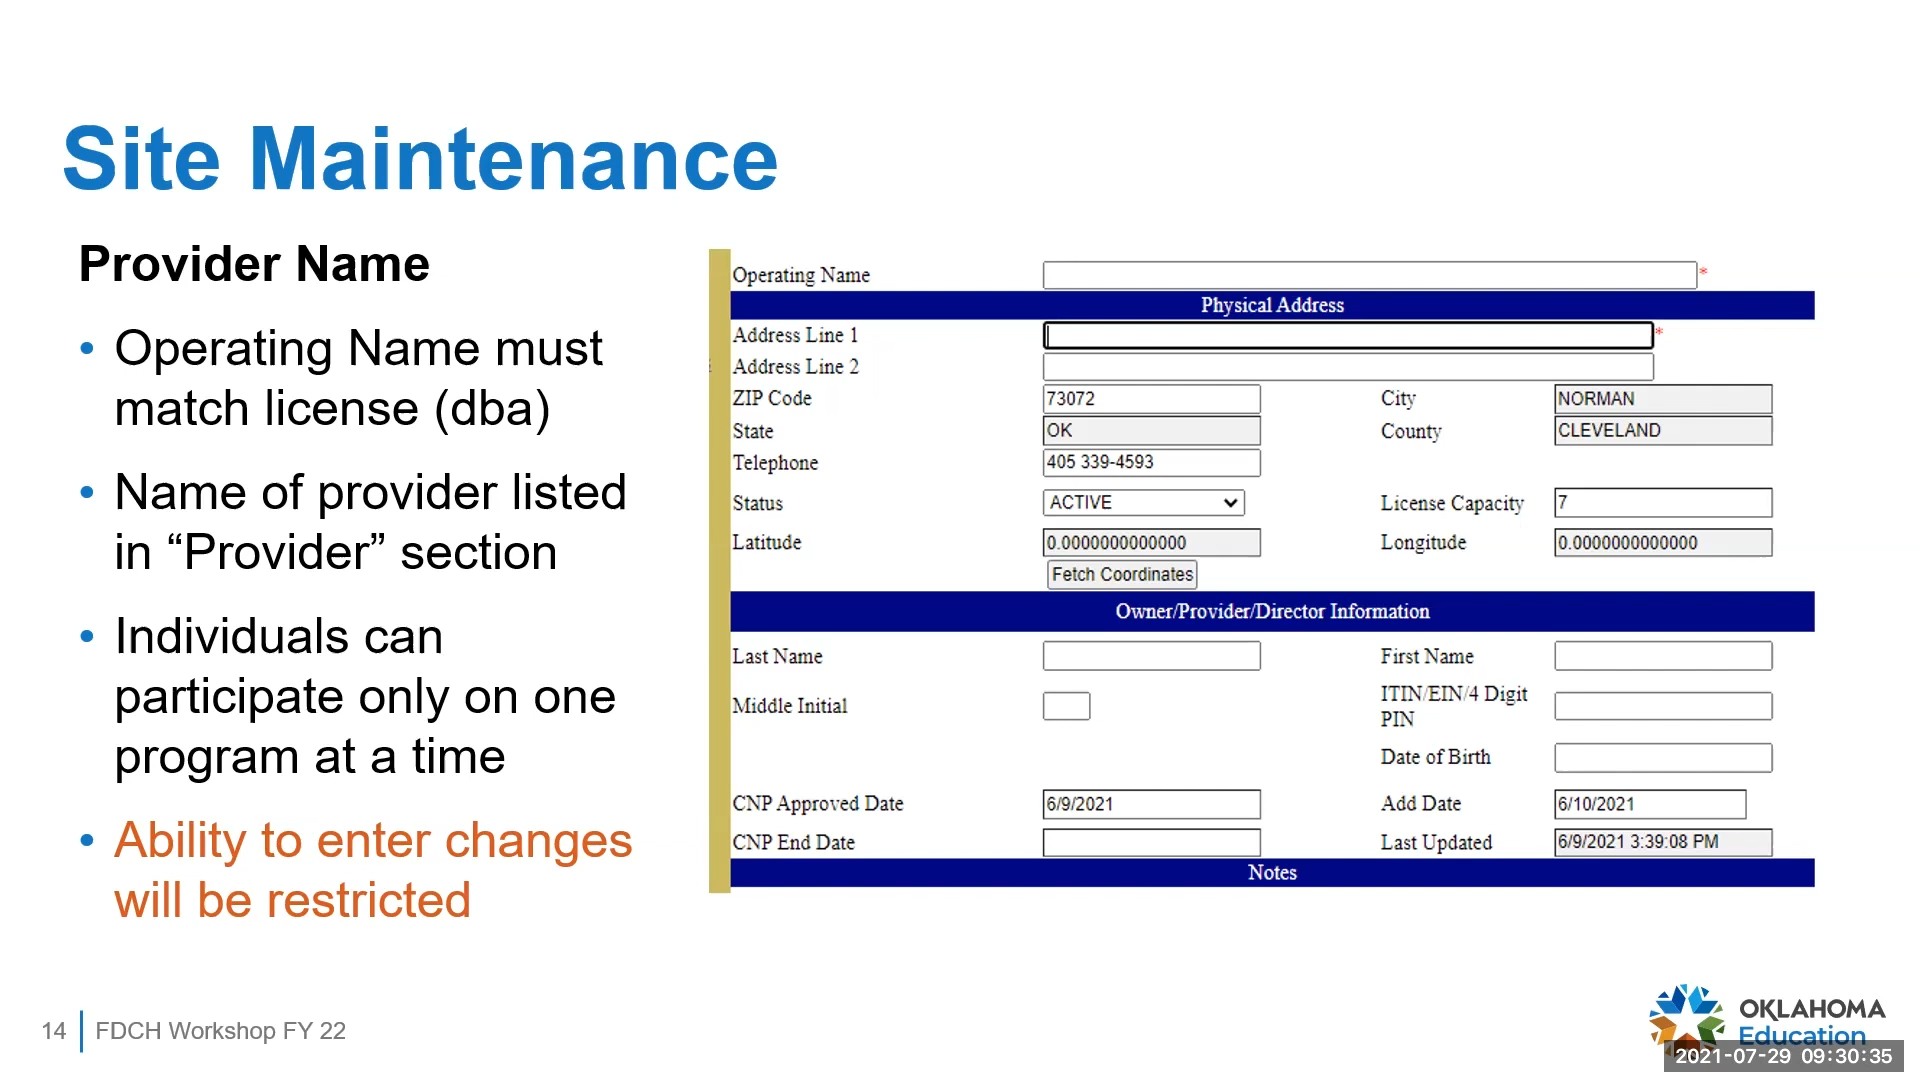 Site Maintenance
Provider Name
• Operating Name must
match license (dba)
• Name of provider listed
in “Provider” section
• Individuals can
participate only on one
program at a time
• Ability to enter changes
will be restricted
Operating Name *
Physical Address
Address Line 1 *
Address Line 2
ZIP Code 73072 City NORMAN
State OK County CLEVELAND
Telephone 405 339-4593
Status ACTIVE License Capacity 7
Latitude 0.0000000000000 Longitude 0.0000000000000
Fetch Coordinates
Owner/Provider/Director Information
Last Name First Name
Middle Initial ITIN/EIN/4 Digit
PIN
Date of Birth
CNP Approved Date 6/9/2021 Add Date 6/10/2021
CNP End Date Last Updated 6/9/2021 3:39:08 PM
Notes
14 FDCH Workshop FY 22
OKLAHOMA
Education
2021-07-29 09:30:35